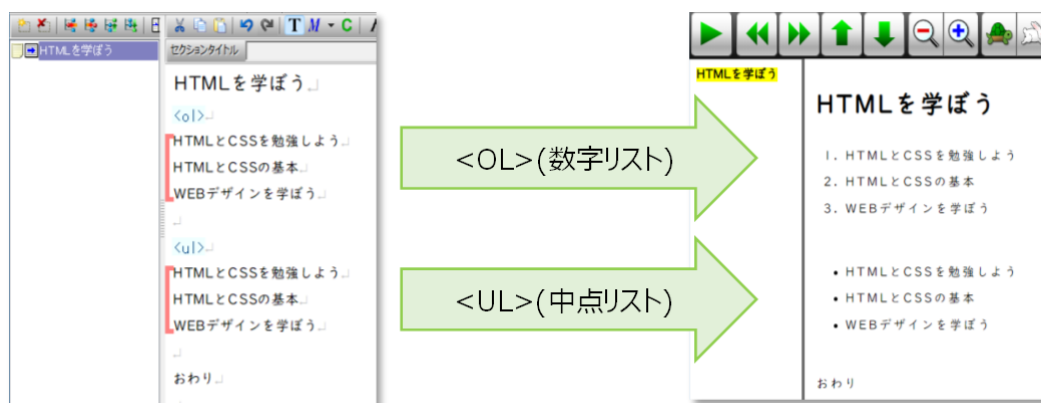 T M C
HTMLを学ぼう
セクションタイトル
HTMLを学ぼう
<ol>
HTMLとCSSを勉強しよう
HTMLとCSSの基本
WEBデザインを学ぼう
<ul>
HTMLとCSSを勉強しよう
HTMLとCSSの基本
WEBデザインを学ぼう
おわり
<OL>(数字リスト)
<UL>(中点リスト)
HTMLを学ぼう
HTMLを学ぼう
1. HTMLとCSSを勉強しよう
2. HTMLとCSSの基本
3. WEBデザインを学ぼう
• HTMLとCSSを勉強しよう
• HTMLとCSSの基本
• WEBデザインを学ぼう
おわり